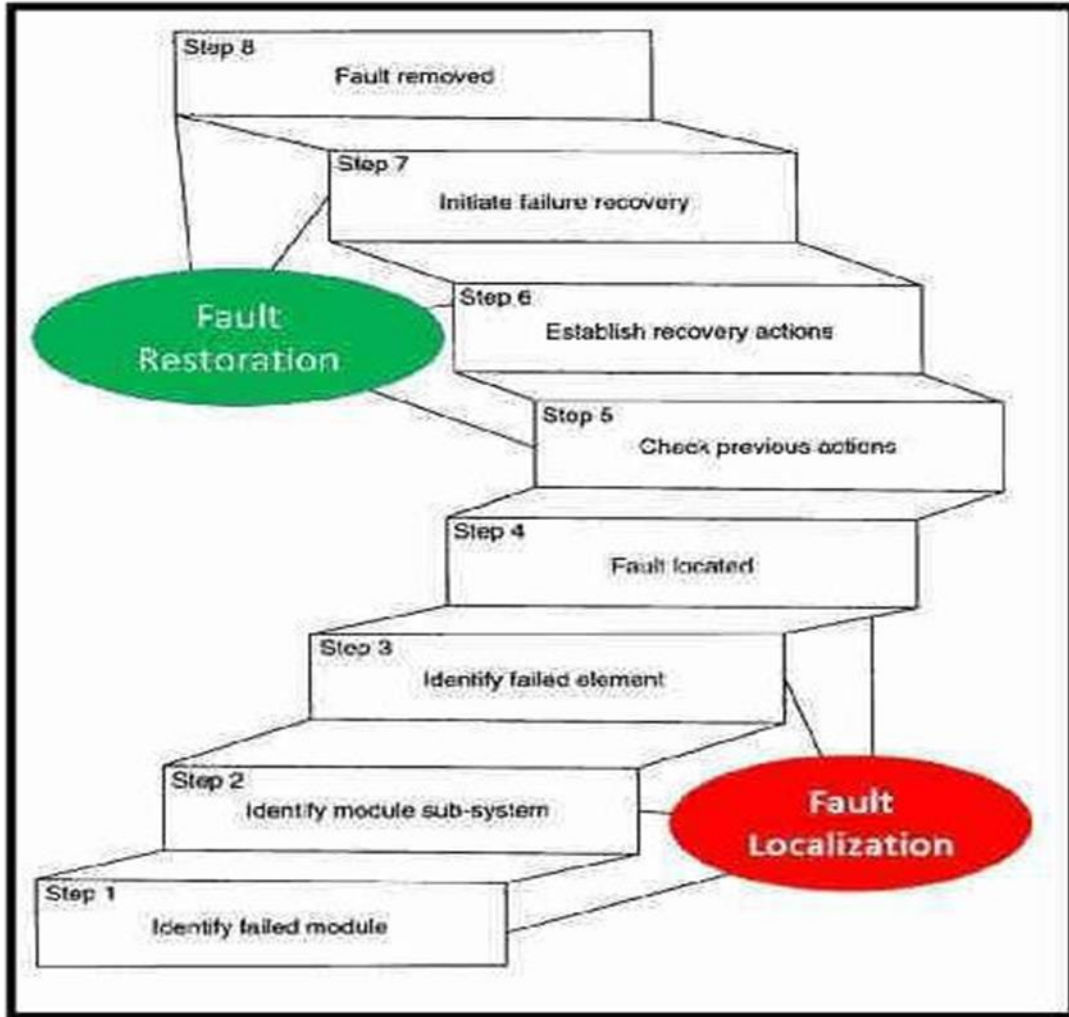 Step 8
Fault removed
Step 7
Initiate failure recovery
Fault
Restoration
Step 6
Establish recovery actions
Step 5
Check previous actions
Step 4
Fault located
Step 3
Identify failed element
Step 2
Identify module sub-system
Fault
Localization
Step 1
Identify failed module